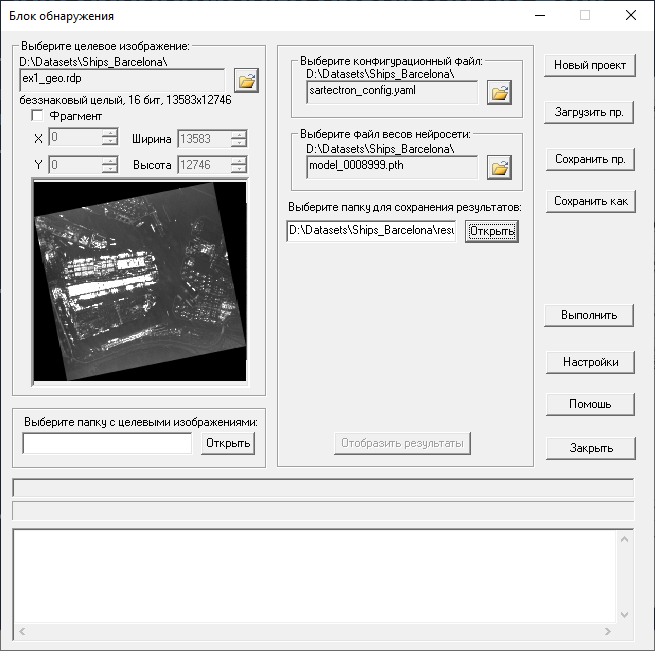 Блок обнаружения
Выберите целевое изображение:
D:\Datasets\Ships_Barcelona\
ex1_geo.rdp
беззнаковый целый, 16 бит, 13583x12746
Фрагмент
X 0 Ширина 13583
Y 0 Высота 12746
Выберите папку с целевыми изображениями:
Открыть
Выберите конфигурационный файл:
D:\Datasets\Ships_Barcelona\
sartectron_config.yaml
Выберите файл весов нейросети:
D:\Datasets\Ships_Barcelona\
model_0008999.pth
Выберите папку для сохранения результатов:
D:\Datasets\Ships_Barcelona\resu Открыть
Отобразить результаты
Новый проект
Загрузить пр.
Сохранить пр.
Сохранить как
Выполнить
Настройки
Помошь
Закрыть